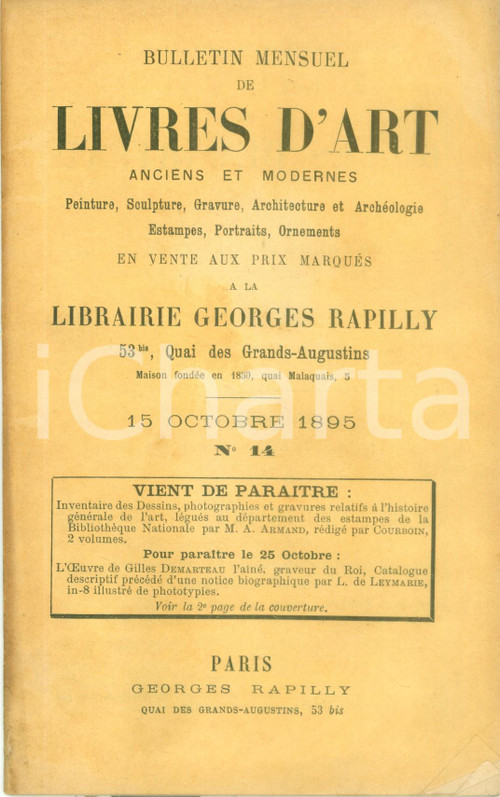 BULLETIN MENSUEL
DE
LIVRES D'ART
ANCIENS ET MODERNES
Peinture, Sculpture, Gravure, Architecture et Archéologie
Estampes, Portraits, Ornements
EN VENTE AUX PRIX MARQUÉS
A LA
LIBRAIRIE GEORGES RAPILLY
53 bis, Quai des Grands-Augustins
Maison fondée en 1850, quai Malaquais, 5
15 OCTOBRE 1895
N° 14
VIENT DE PARAITRE :
Inventaire des Dessins, photographies et gravures relatifs à l'histoire
générale de l'art, légués au département des estampes de la
Bibliothèque Nationale par M. A. ARMAND, rédigé par COURBOIN,
2 volumes.
Pour paraître le 25 Octobre :
L'Œuvre de Gilles DEMARTEAU l'aîné, graveur du Roi, Catalogue
descriptif précédé d'une notice biographique par L. de LEYMARIE,
in-8 illustré de phototypies.
Voir la 2e page de la couverture.
PARIS
GEORGES RAPILLY
QUAI DES GRANDS-AUGUSTINS, 53 bis
iCharta